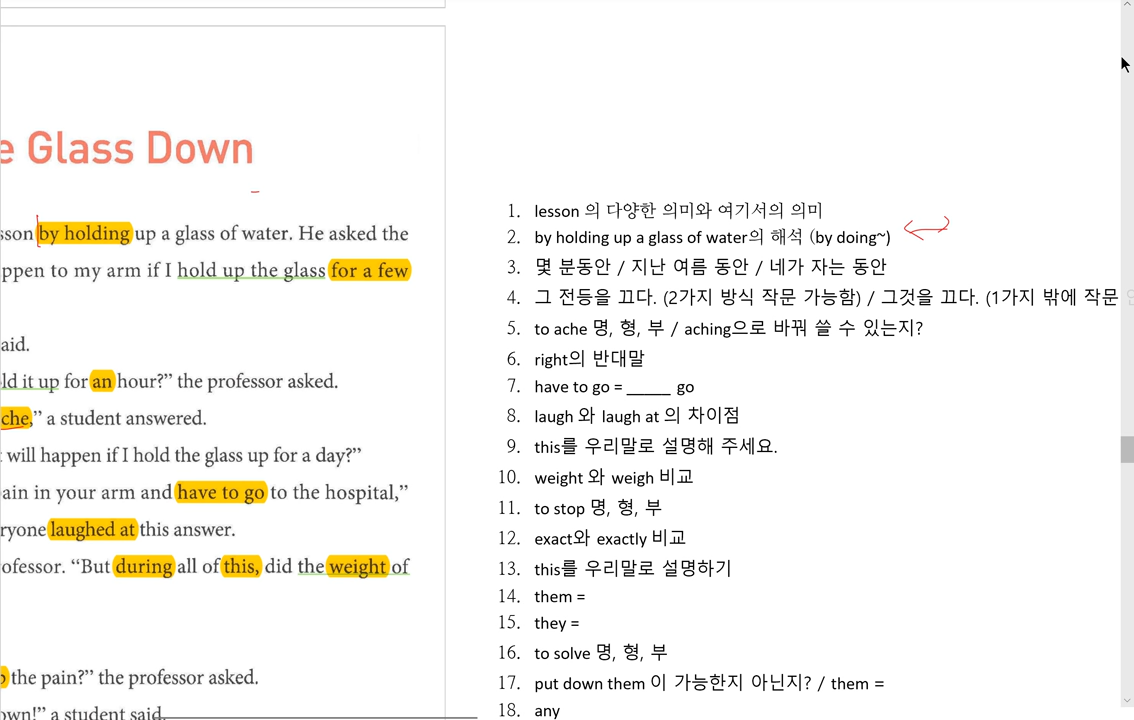 e Glass Down
sson by holding up a glass of water. He asked the
ppen to my arm if I hold up the glass for a few
aid.
ld it up for an hour?” the professor asked.
che,” a student answered.
will happen if I hold the glass up for a day?”
ain in your arm and have to go to the hospital,”
ryone laughed at this answer.
ofessor. “But during all of this, did the weight of
the pain?” the professor asked.
own!” a student said.
1. lesson 의 다양한 의미와 여기서의 의미
2. by holding up a glass of water의 해석 (by doing~)
3. 몇 분동안 / 지난 여름 동안 / 네가 자는 동안
4. 그 전등을 끄다. (2가지 방식 작문 가능함) / 그것을 끄다. (1가지 밖에 작문
5. to ache 명, 형, 부 / aching으로 바꿔 쓸 수 있는지?
6. right의 반대말
7. have to go = _____ go
8. laugh 와 laugh at 의 차이점
9. this를 우리말로 설명해 주세요.
10. weight 와 weigh 비교
11. to stop 명, 형, 부
12. exact와 exactly 비교
13. this를 우리말로 설명하기
14. them =
15. they =
16. to solve 명, 형, 부
17. put down them 이 가능한지 아닌지? / them =
18. any